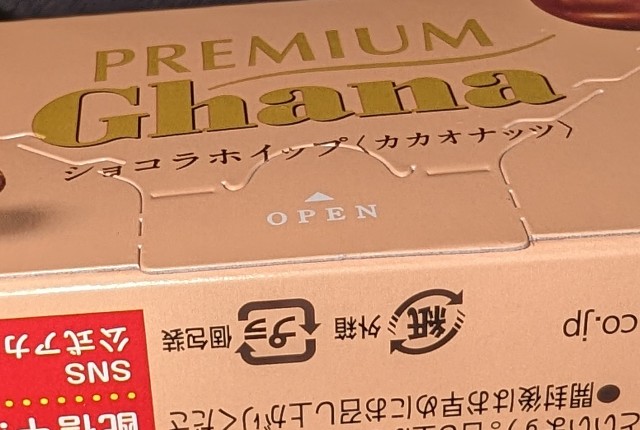 PREMIUM
Ghana
ショコラホイップ〈カカオナッツ〉
OPEN
co.jp
紙 外箱 プラ 個包装
公式アカ
SNS
●開封後はお早めにお召し上がりくださ